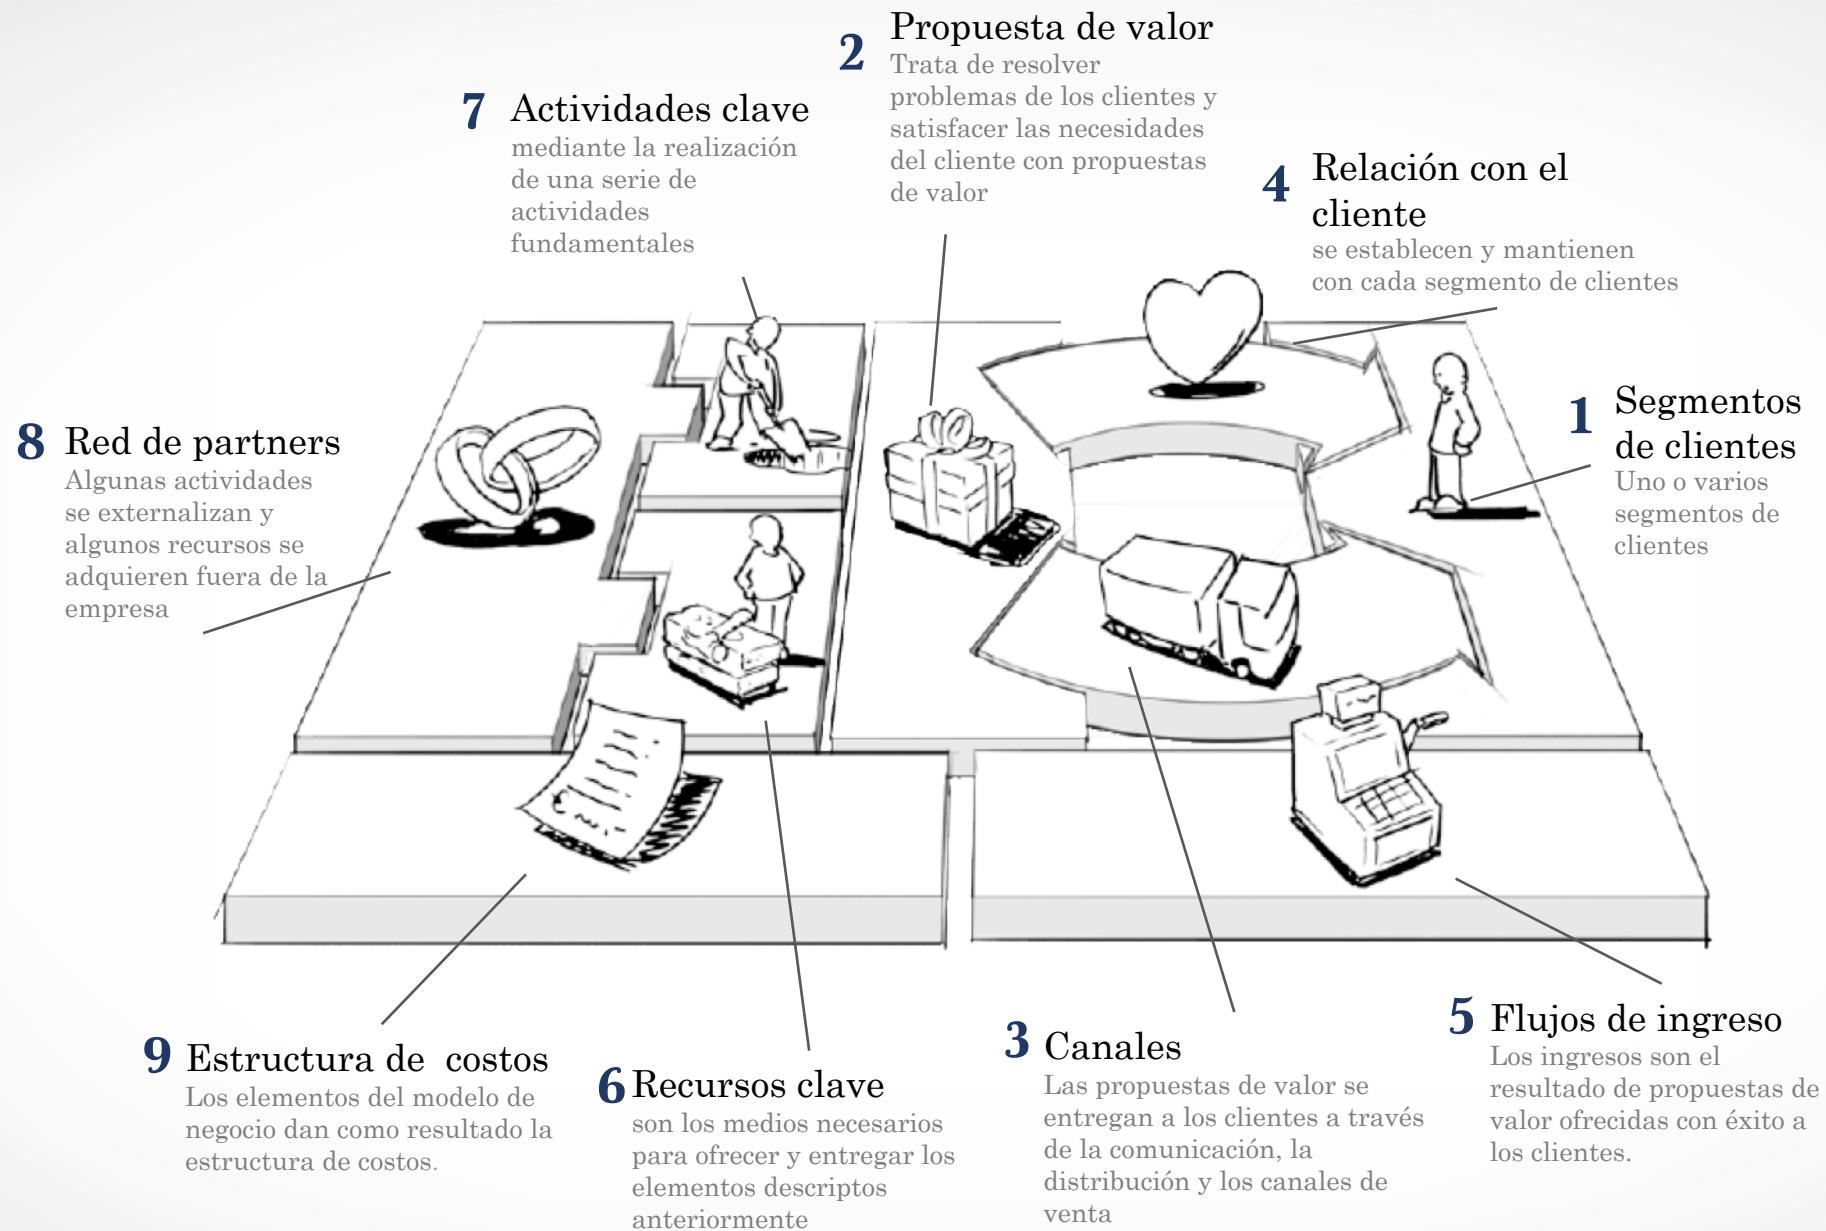 2 Propuesta de valor
Trata de resolver
problemas de los clientes y
satisfacer las necesidades
del cliente con propuestas
de valor
7 Actividades clave
mediante la realización
de una serie de
actividades
fundamentales
4 Relación con el
cliente
se establecen y mantienen
con cada segmento de clientes
1 Segmentos
de clientes
Uno o varios
segmentos de
clientes
8 Red de partners
Algunas actividades
se externalizan y
algunos recursos se
adquieren fuera de la
empresa
9 Estructura de costos
Los elementos del modelo de
negocio dan como resultado la
estructura de costos.
6 Recursos clave
son los medios necesarios
para ofrecer y entregar los
elementos descriptos
anteriormente
3 Canales
Las propuestas de valor se
entregan a los clientes a través
de la comunicación, la
distribución y los canales de
venta
5 Flujos de ingreso
Los ingresos son el
resultado de propuestas de
valor ofrecidas con éxito a
los clientes.